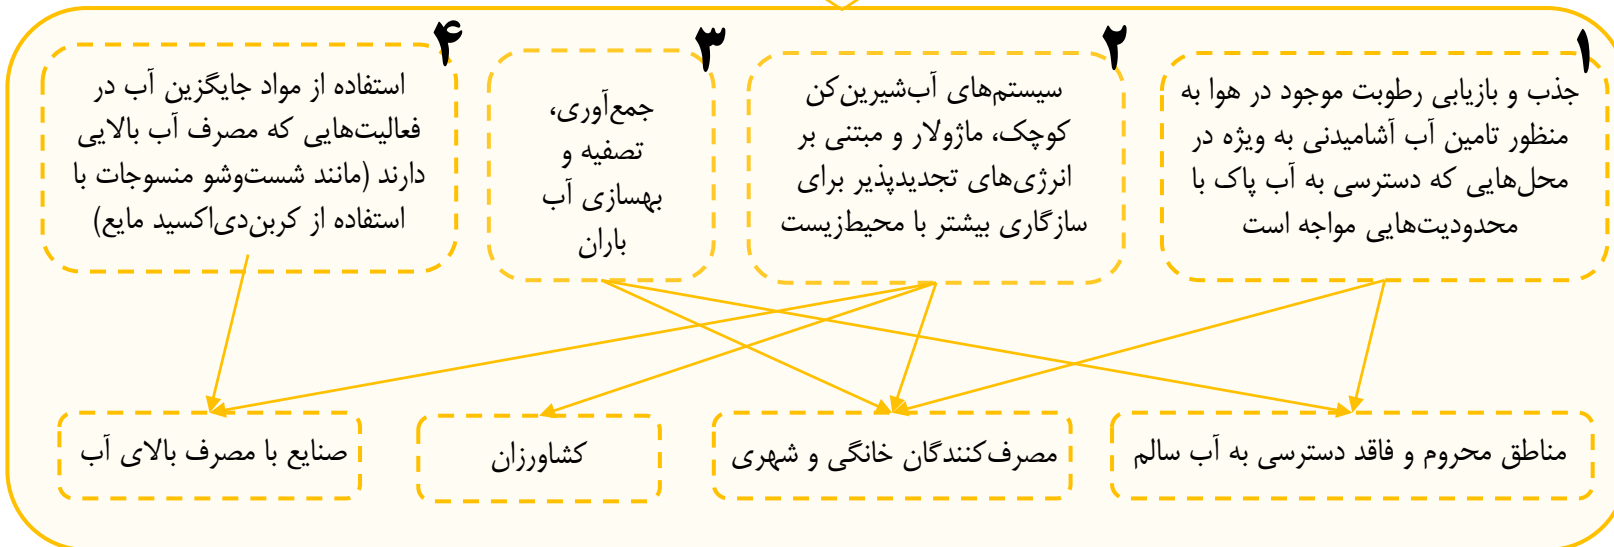 ۱
جذب و بازیابی رطوبت موجود در هوا به
منظور تامین آب آشامیدنی به ویژه در
محل‌هایی که دسترسی به آب پاک با
محدودیت‌هایی مواجه است
۲
سیستم‌های آب‌شیرین‌کن
کوچک، ماژولار و مبتنی بر
انرژی‌های تجدیدپذیر برای
سازگاری بیشتر با محیط‌زیست
۳
جمع‌آوری،
تصفیه و
بهسازی آب
باران
۴
استفاده از مواد جایگزین آب در
فعالیت‌هایی که مصرف آب بالایی
دارند (مانند شست‌وشو منسوجات با
استفاده از کربن‌دی‌اکسید مایع)
مناطق محروم و فاقد دسترسی به آب سالم
مصرف‌کنندگان خانگی و شهری
کشاورزان
صنایع با مصرف بالای آب